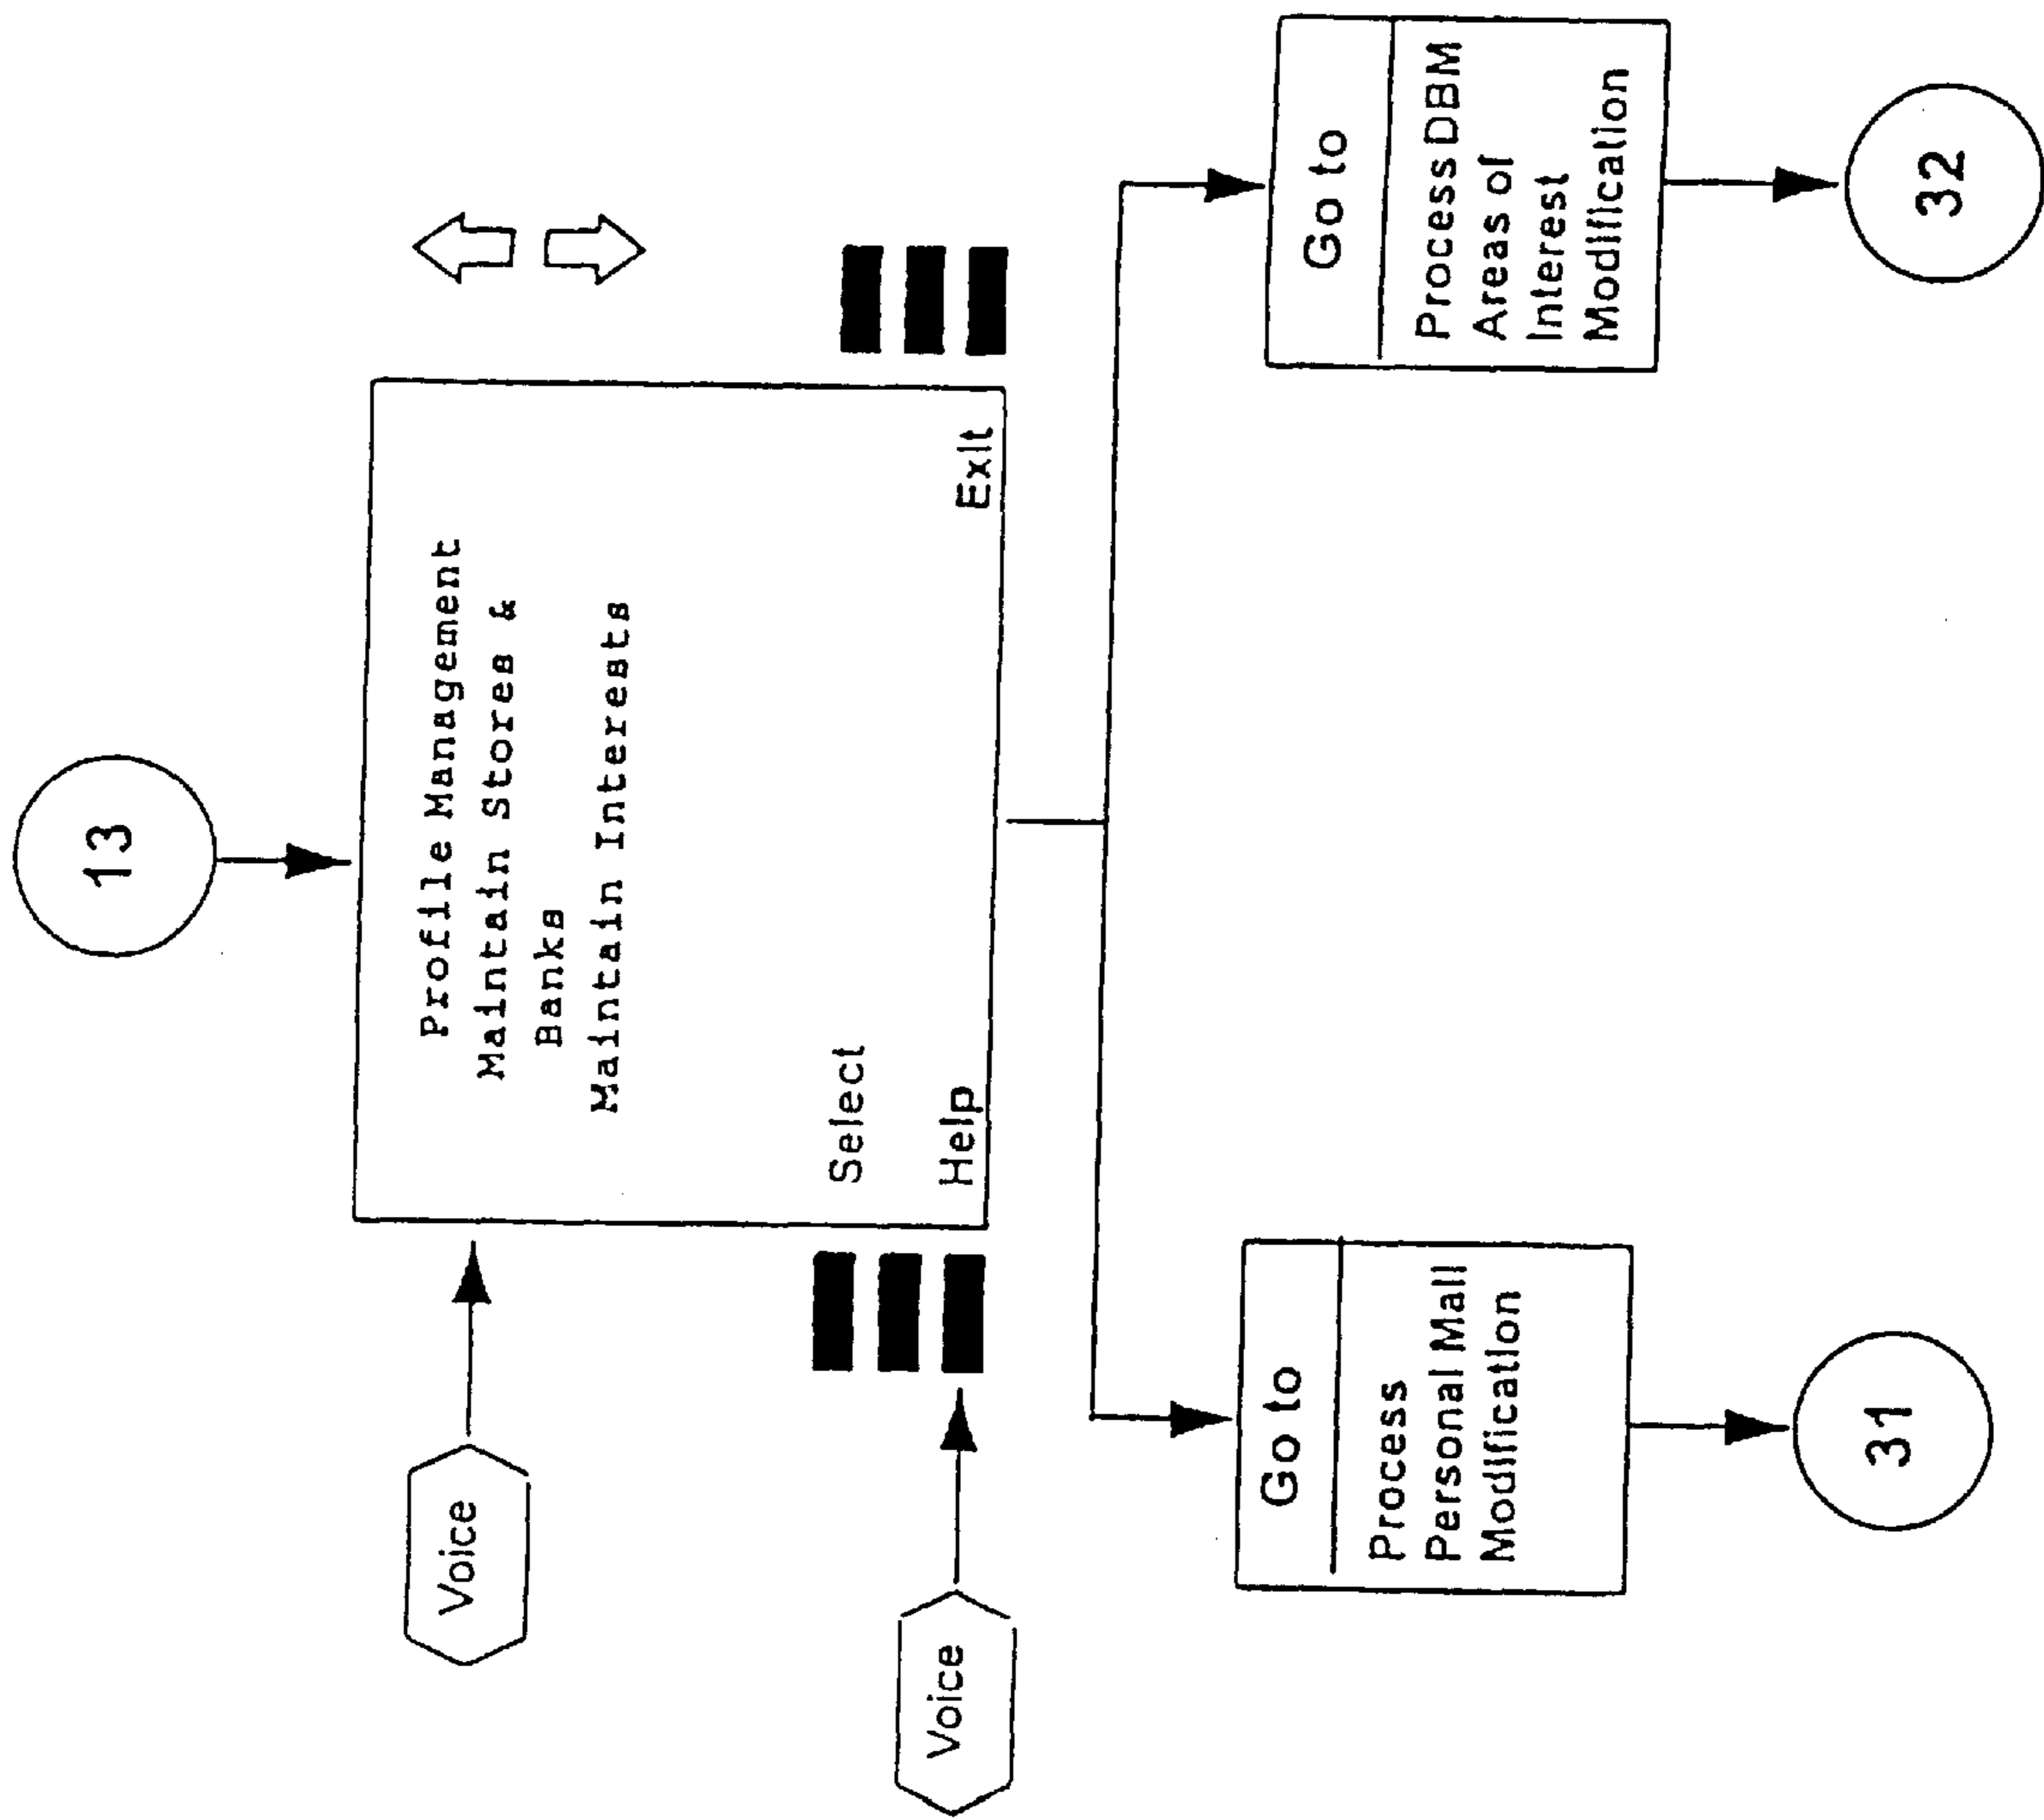 13
Voice
Profile Management
Maintain Stores &
Banks
Maintain Interests
Select
Help
Exit
Voice
Go to
Process
Personal Mall
Modification
31
Go to
Process DBM
Areas of
Interest
Modification
32